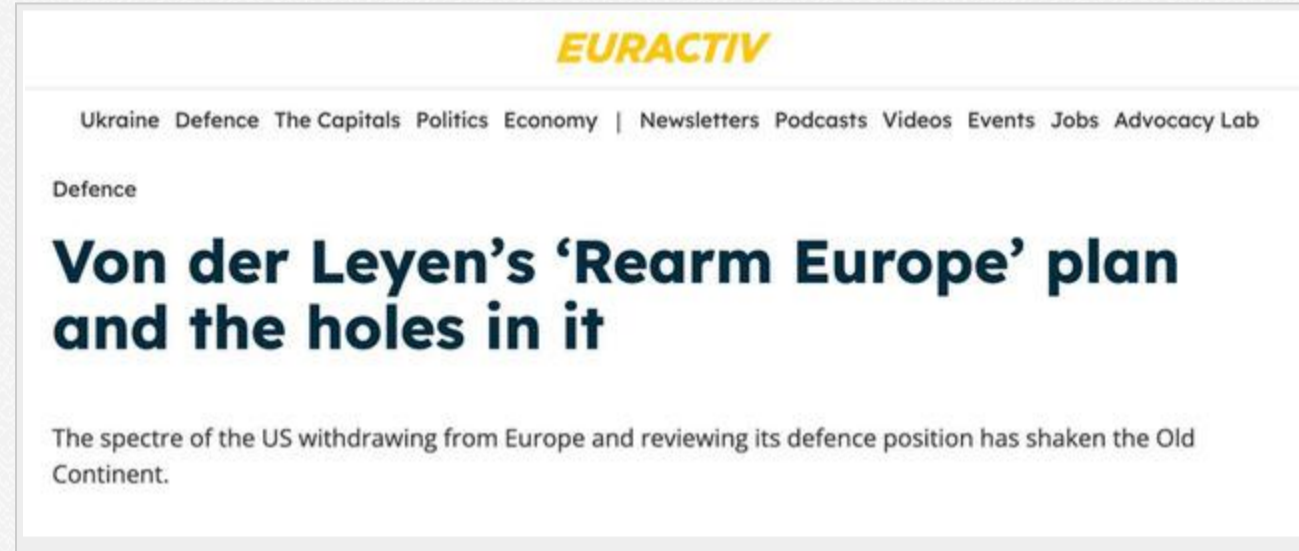 EURACTIV
Ukraine Defence The Capitals Politics Economy | Newsletters Podcasts Videos Events Jobs Advocacy Lab
Defence
Von der Leyen’s ‘Rearm Europe’ plan
and the holes in it
The spectre of the US withdrawing from Europe and reviewing its defence position has shaken the Old
Continent.